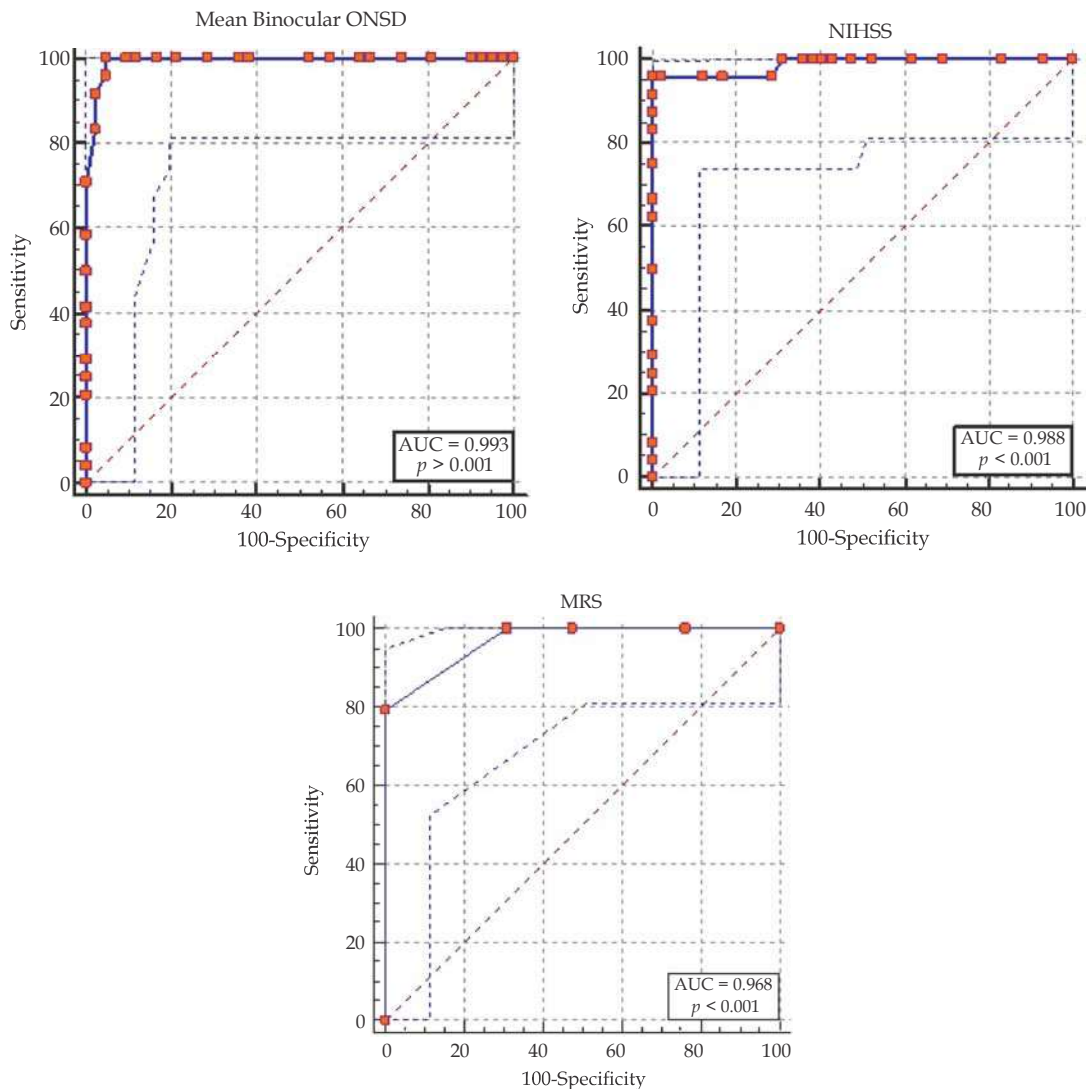 Mean Binocular ONSD
100
80
60
40
20
0
Sensitivity
AUC = 0.993
p > 0.001
0 20 40 60 80 100
100-Specificity
NIHSS
100
80
60
40
20
0
Sensitivity
AUC = 0.988
p < 0.001
0 20 40 60 80 100
100-Specificity
MRS
100
80
60
40
20
0
Sensitivity
AUC = 0.968
p < 0.001
0 20 40 60 80 100
100-Specificity